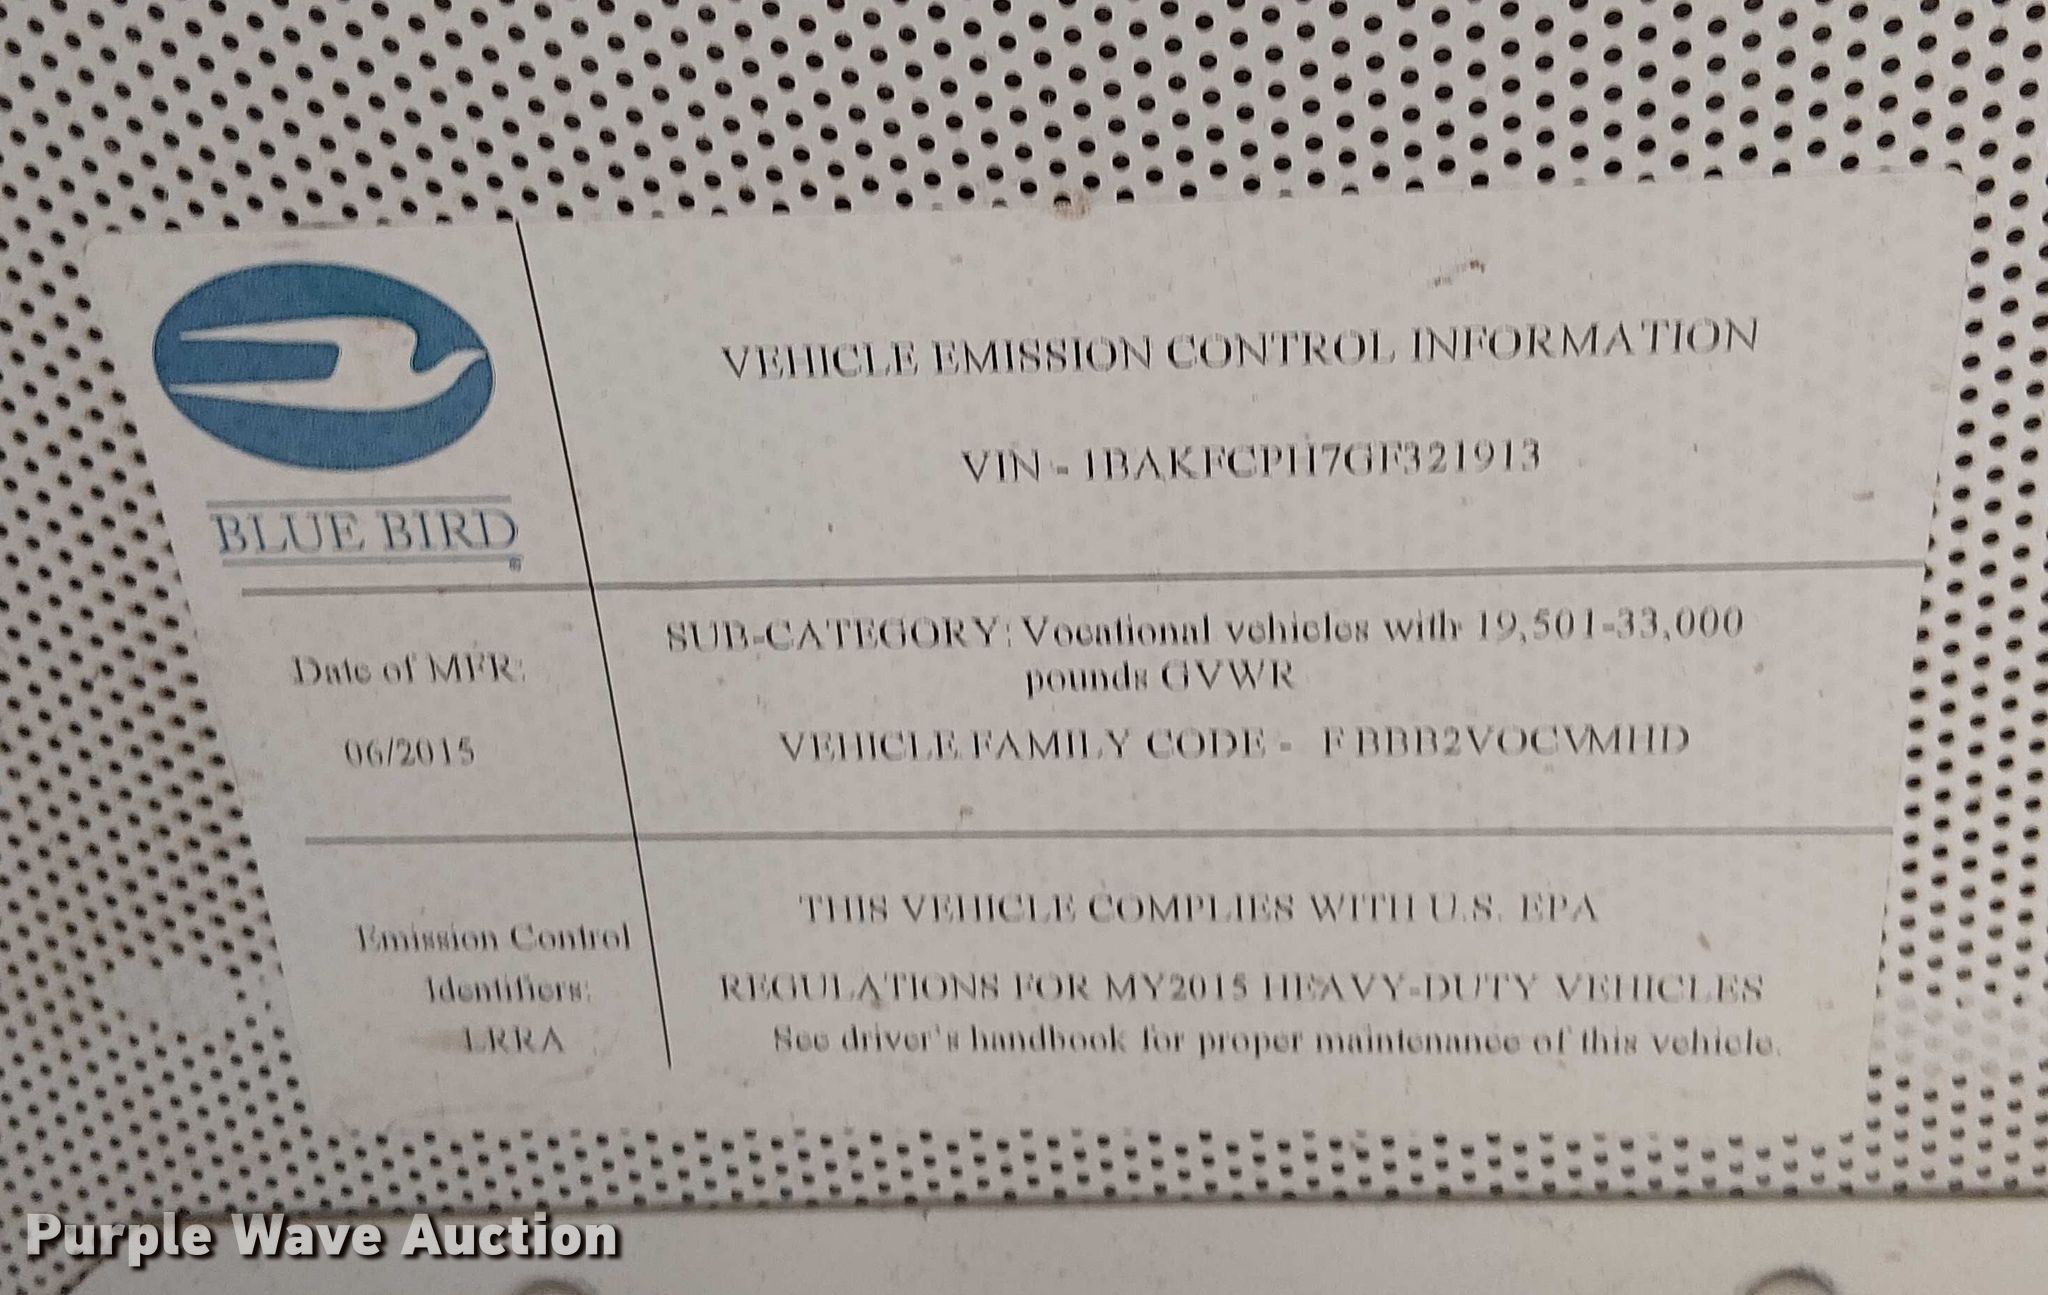 VEHICLE EMISSION CONTROL INFORMATION
VIN - 1BAKFCPH7GF321913
BLUE BIRD
®
Date of MFR:
06/2015
SUB-CATEGORY: Vocational vehicles with 19,501-33,000
pounds GVWR
VEHICLE FAMILY CODE - FBBB2VOCVMHD
Emission Control
Identifiers:
LRRA
THIS VEHICLE COMPLIES WITH U.S. EPA
REGULATIONS FOR MY2015 HEAVY-DUTY VEHICLES
See driver's handbook for proper maintenance of this vehicle.
Purple Wave Auction